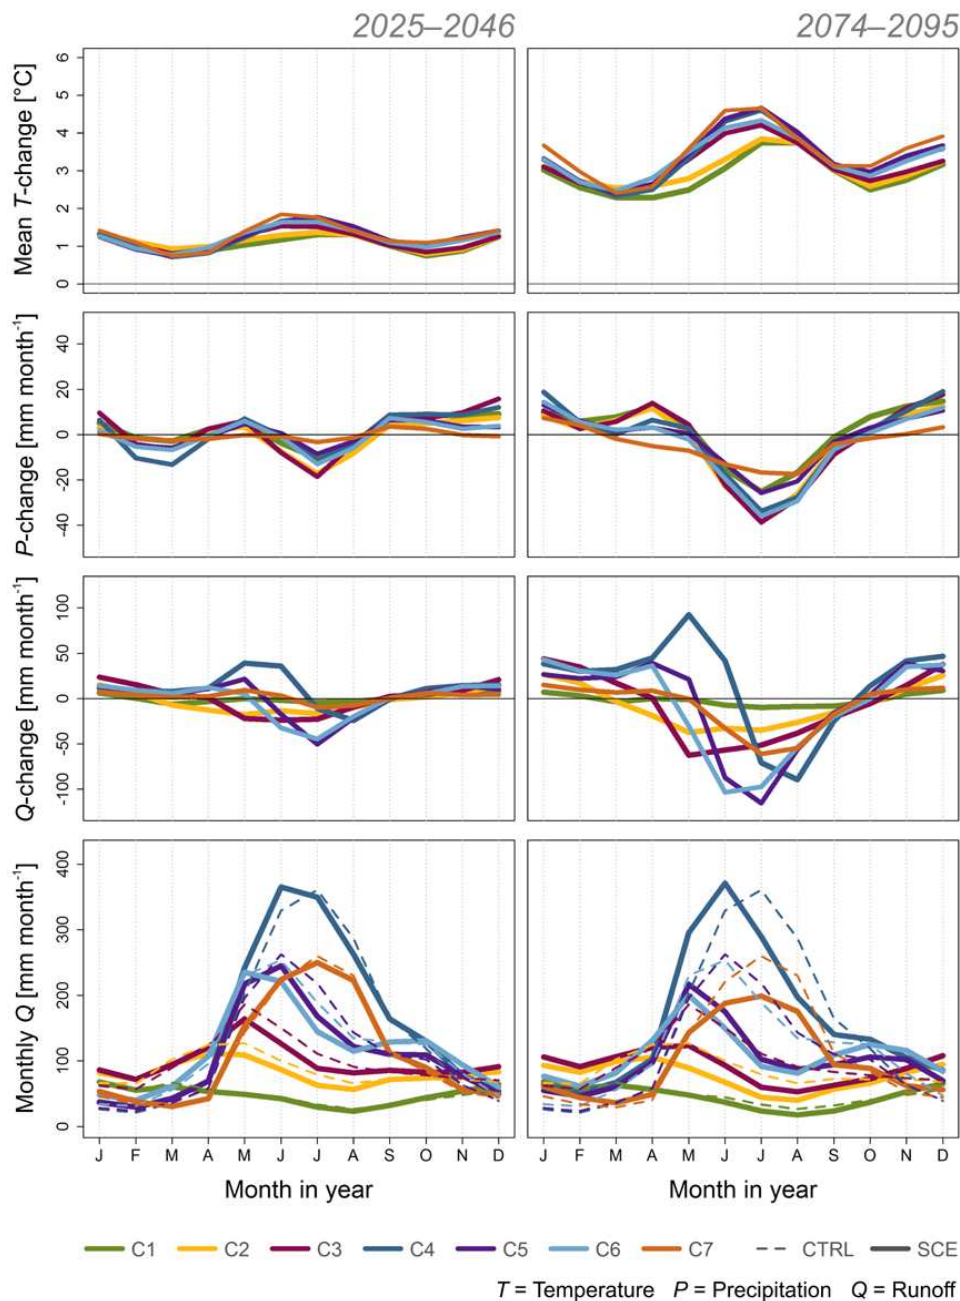 2025–2046
2074–2095
Mean T-change [°C]
6
5
4
3
2
1
0
P-change [mm month⁻¹]
40
20
0
-20
-40
Q-change [mm month⁻¹]
100
50
0
-50
-100
Monthly Q [mm month⁻¹]
400
300
200
100
0
J F M A M J J A S O N D
J F M A M J J A S O N D
Month in year
Month in year
C1 C2 C3 C4 C5 C6 C7 CTRL SCE
T = Temperature P = Precipitation Q = Runoff